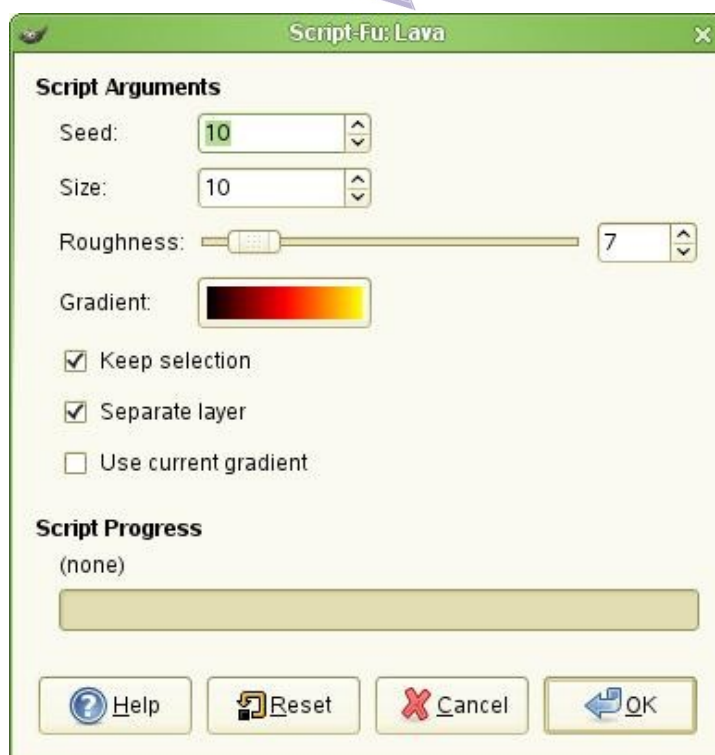 Script-Fu: Lava
Script Arguments
Seed: 10
Size: 10
Roughness: 7
Gradient:
Keep selection
Separate layer
Use current gradient
Script Progress
(none)
Help Reset Cancel OK